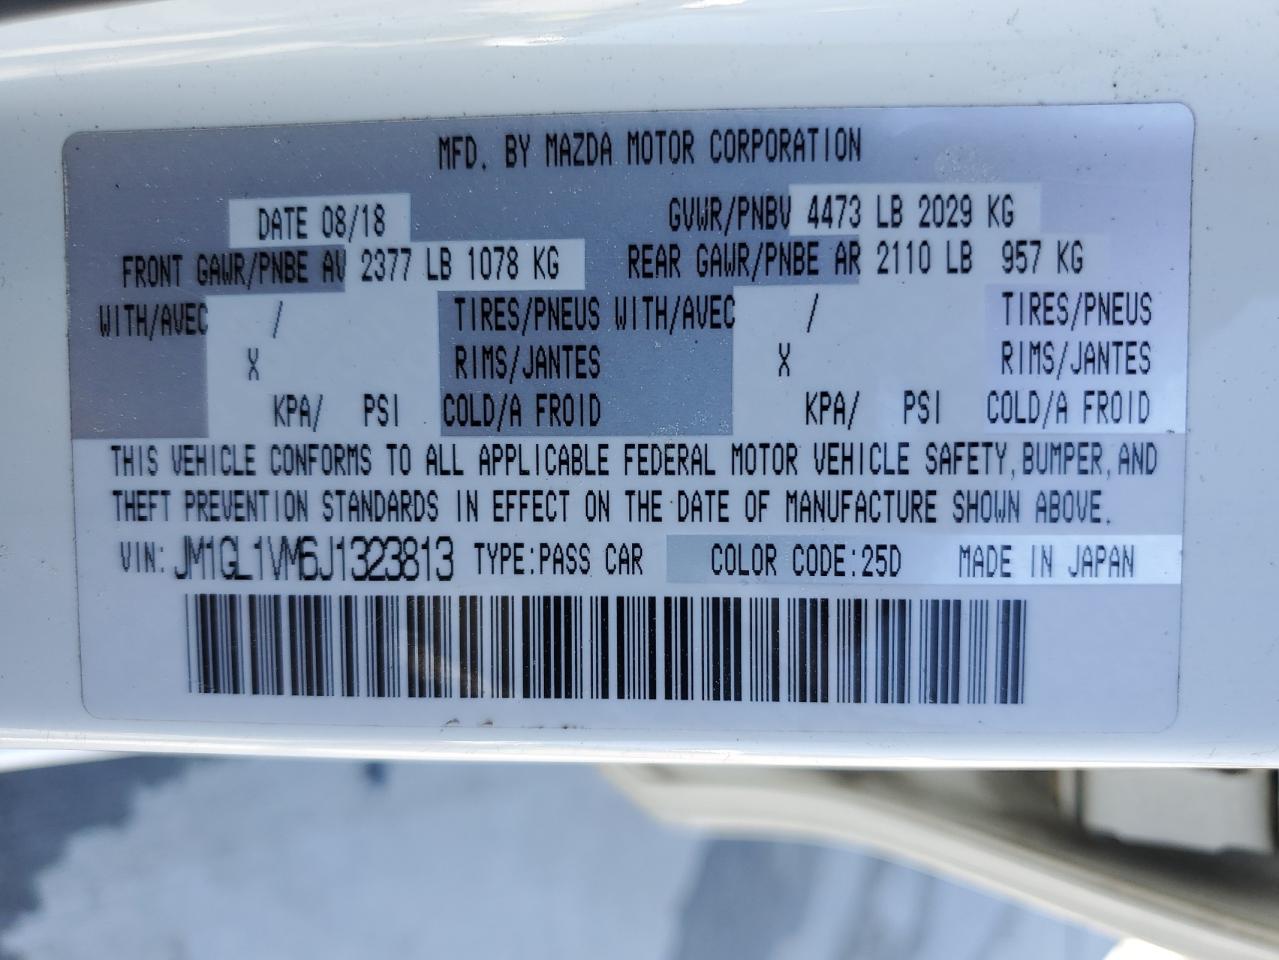 MFD. BY MAZDA MOTOR CORPORATION
DATE 08/18 GVWR/PNBV 4473 LB 2029 KG
FRONT GAWR/PNBE AV 2377 LB 1078 KG REAR GAWR/PNBE AR 2110 LB 957 KG
WITH/AVEC / TIRES/PNEUS WITH/AVEC / TIRES/PNEUS
X RIMS/JANTES X RIMS/JANTES
KPA/ PSI COLD/A FROID KPA/ PSI COLD/A FROID
THIS VEHICLE CONFORMS TO ALL APPLICABLE FEDERAL MOTOR VEHICLE SAFETY, BUMPER, AND
THEFT PREVENTION STANDARDS IN EFFECT ON THE DATE OF MANUFACTURE SHOWN ABOVE.
VIN: JM1GL1VM6J1323813 TYPE:PASS CAR COLOR CODE:25D MADE IN JAPAN